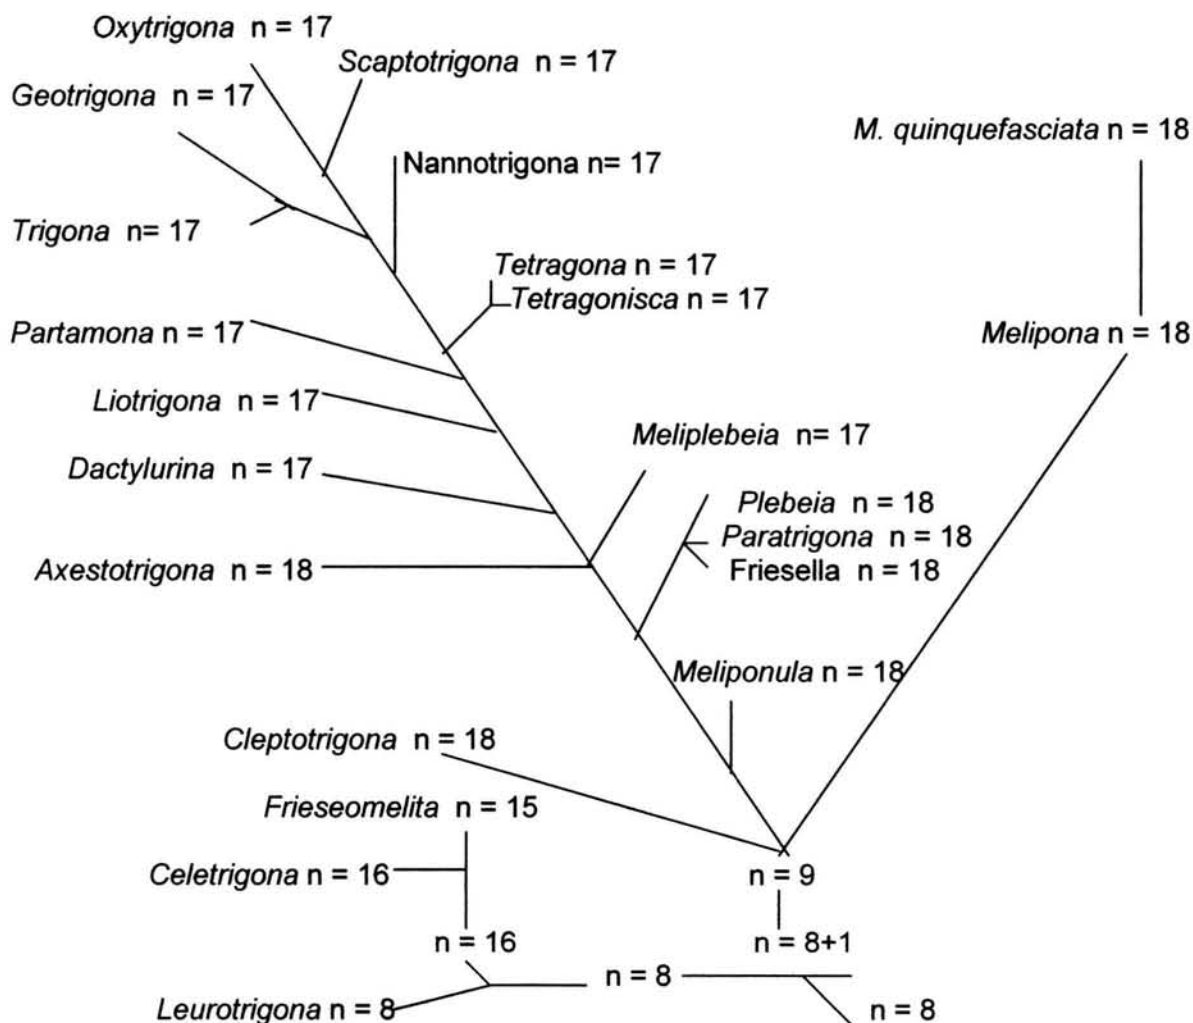 Oxytrigona n = 17
Scaptotrigona n = 17
Geotrigona n = 17
M. quinquefasciata n = 18
Nannotrigona n= 17
Trigona n= 17
Tetragona n = 17
Tetragonisca n = 17
Partamona n = 17
Melipona n = 18
Liotrigona n = 17
Meliplebeia n= 17
Dactylurina n = 17
Plebeia n = 18
Paratrigona n = 18
Axestotrigona n = 18
Friesella n = 18
Meliponula n = 18
Cleptotrigona n = 18
Frieseomelita n = 15
Celetrigona n = 16
n = 9
n = 16
n = 8+1
n = 8
Leurotrigona n = 8
n = 8